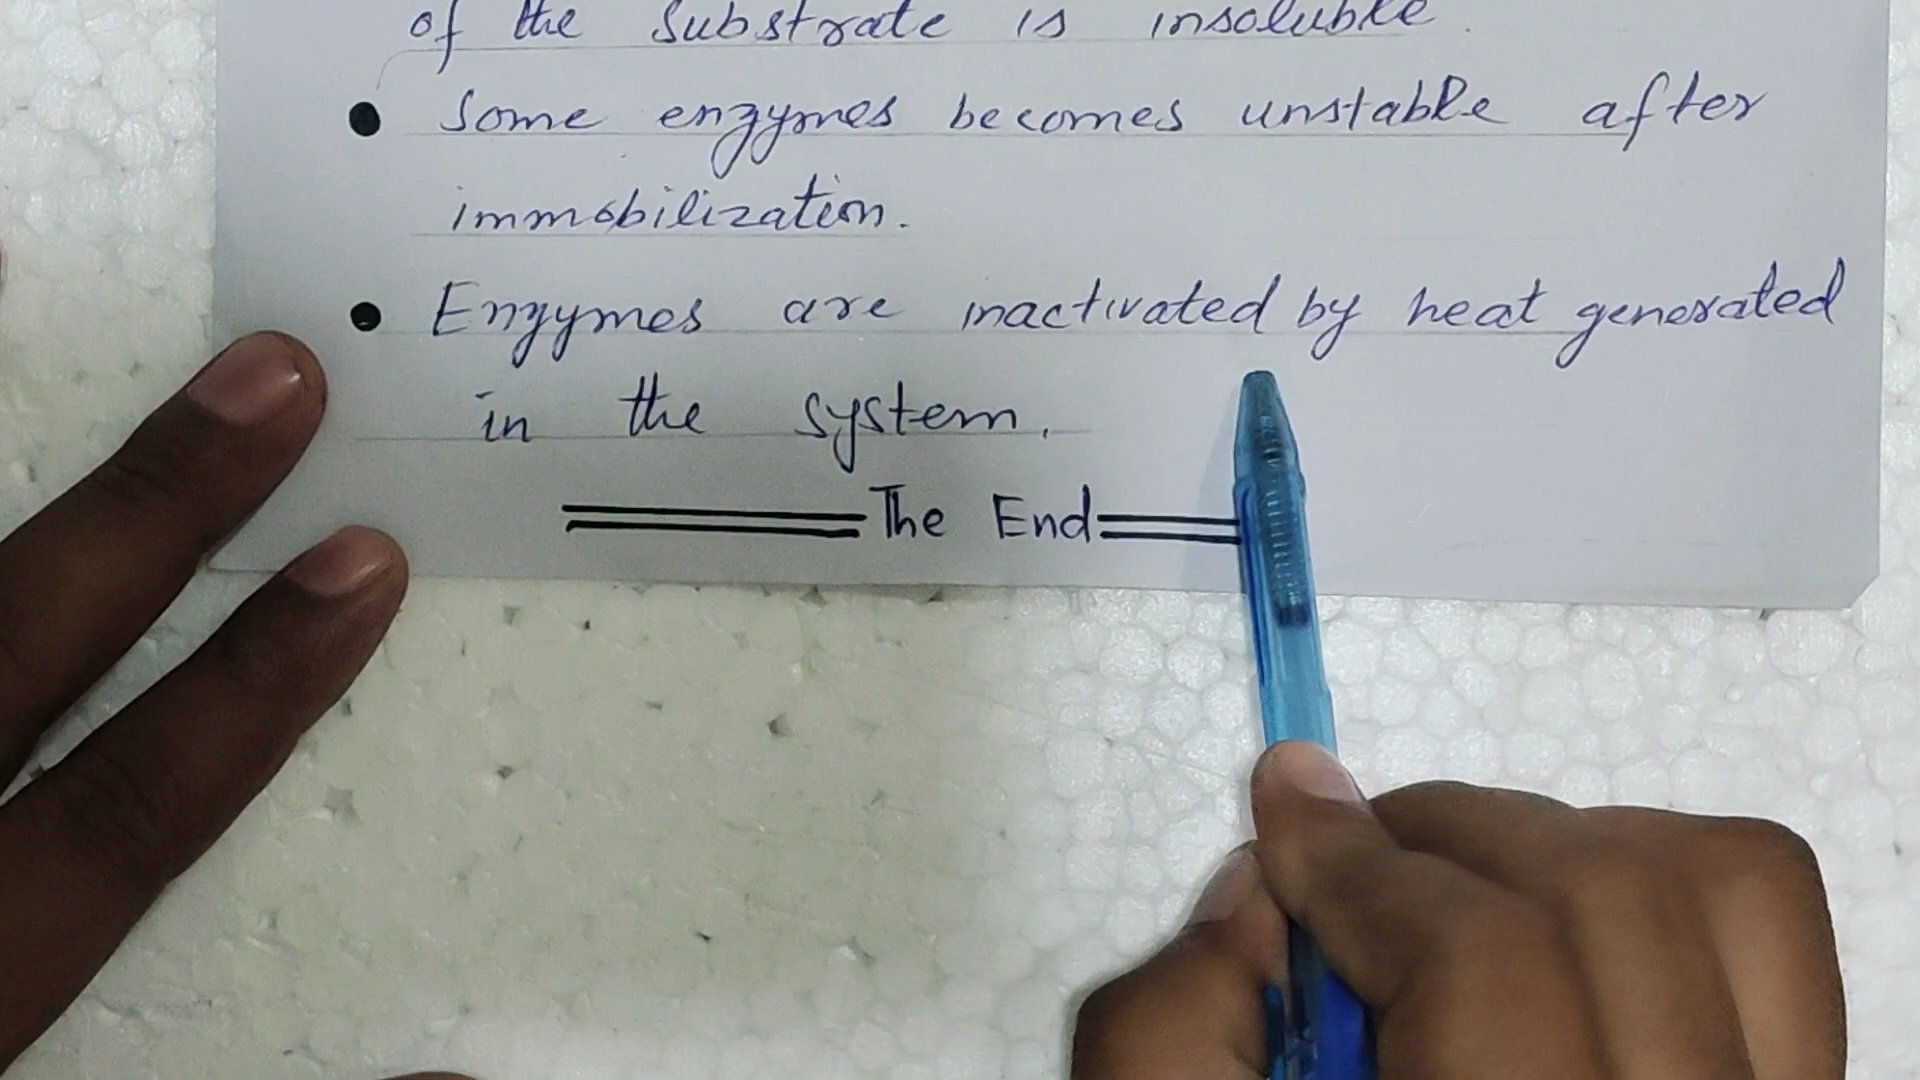 of the substrate is insoluble.
• Some enzymes becomes unstable after
immobilization.
• Enzymes are inactivated by heat generated
in the system.
The End